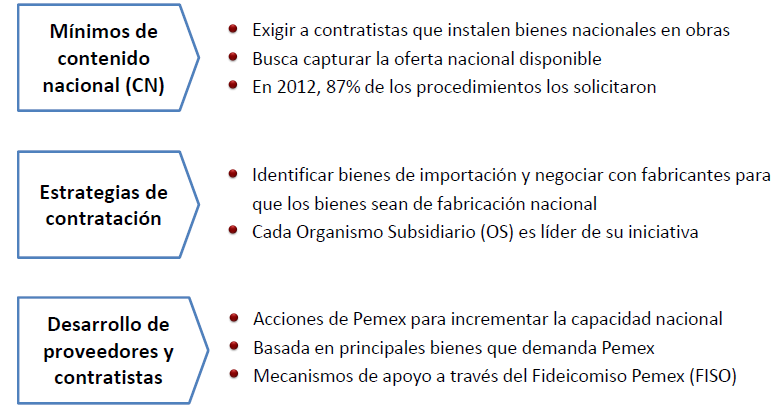 Mínimos de
contenido
nacional (CN)
Exigir a contratistas que instalen bienes nacionales en obras
Busca capturar la oferta nacional disponible
En 2012, 87% de los procedimientos los solicitaron
Estrategias de
contratación
Identificar bienes de importación y negociar con fabricantes para
que los bienes sean de fabricación nacional
Cada Organismo Subsidiario (OS) es líder de su iniciativa
Desarrollo de
proveedores y
contratistas
Acciones de Pemex para incrementar la capacidad nacional
Basada en principales bienes que demanda Pemex
Mecanismos de apoyo a través del Fideicomiso Pemex (FISO)